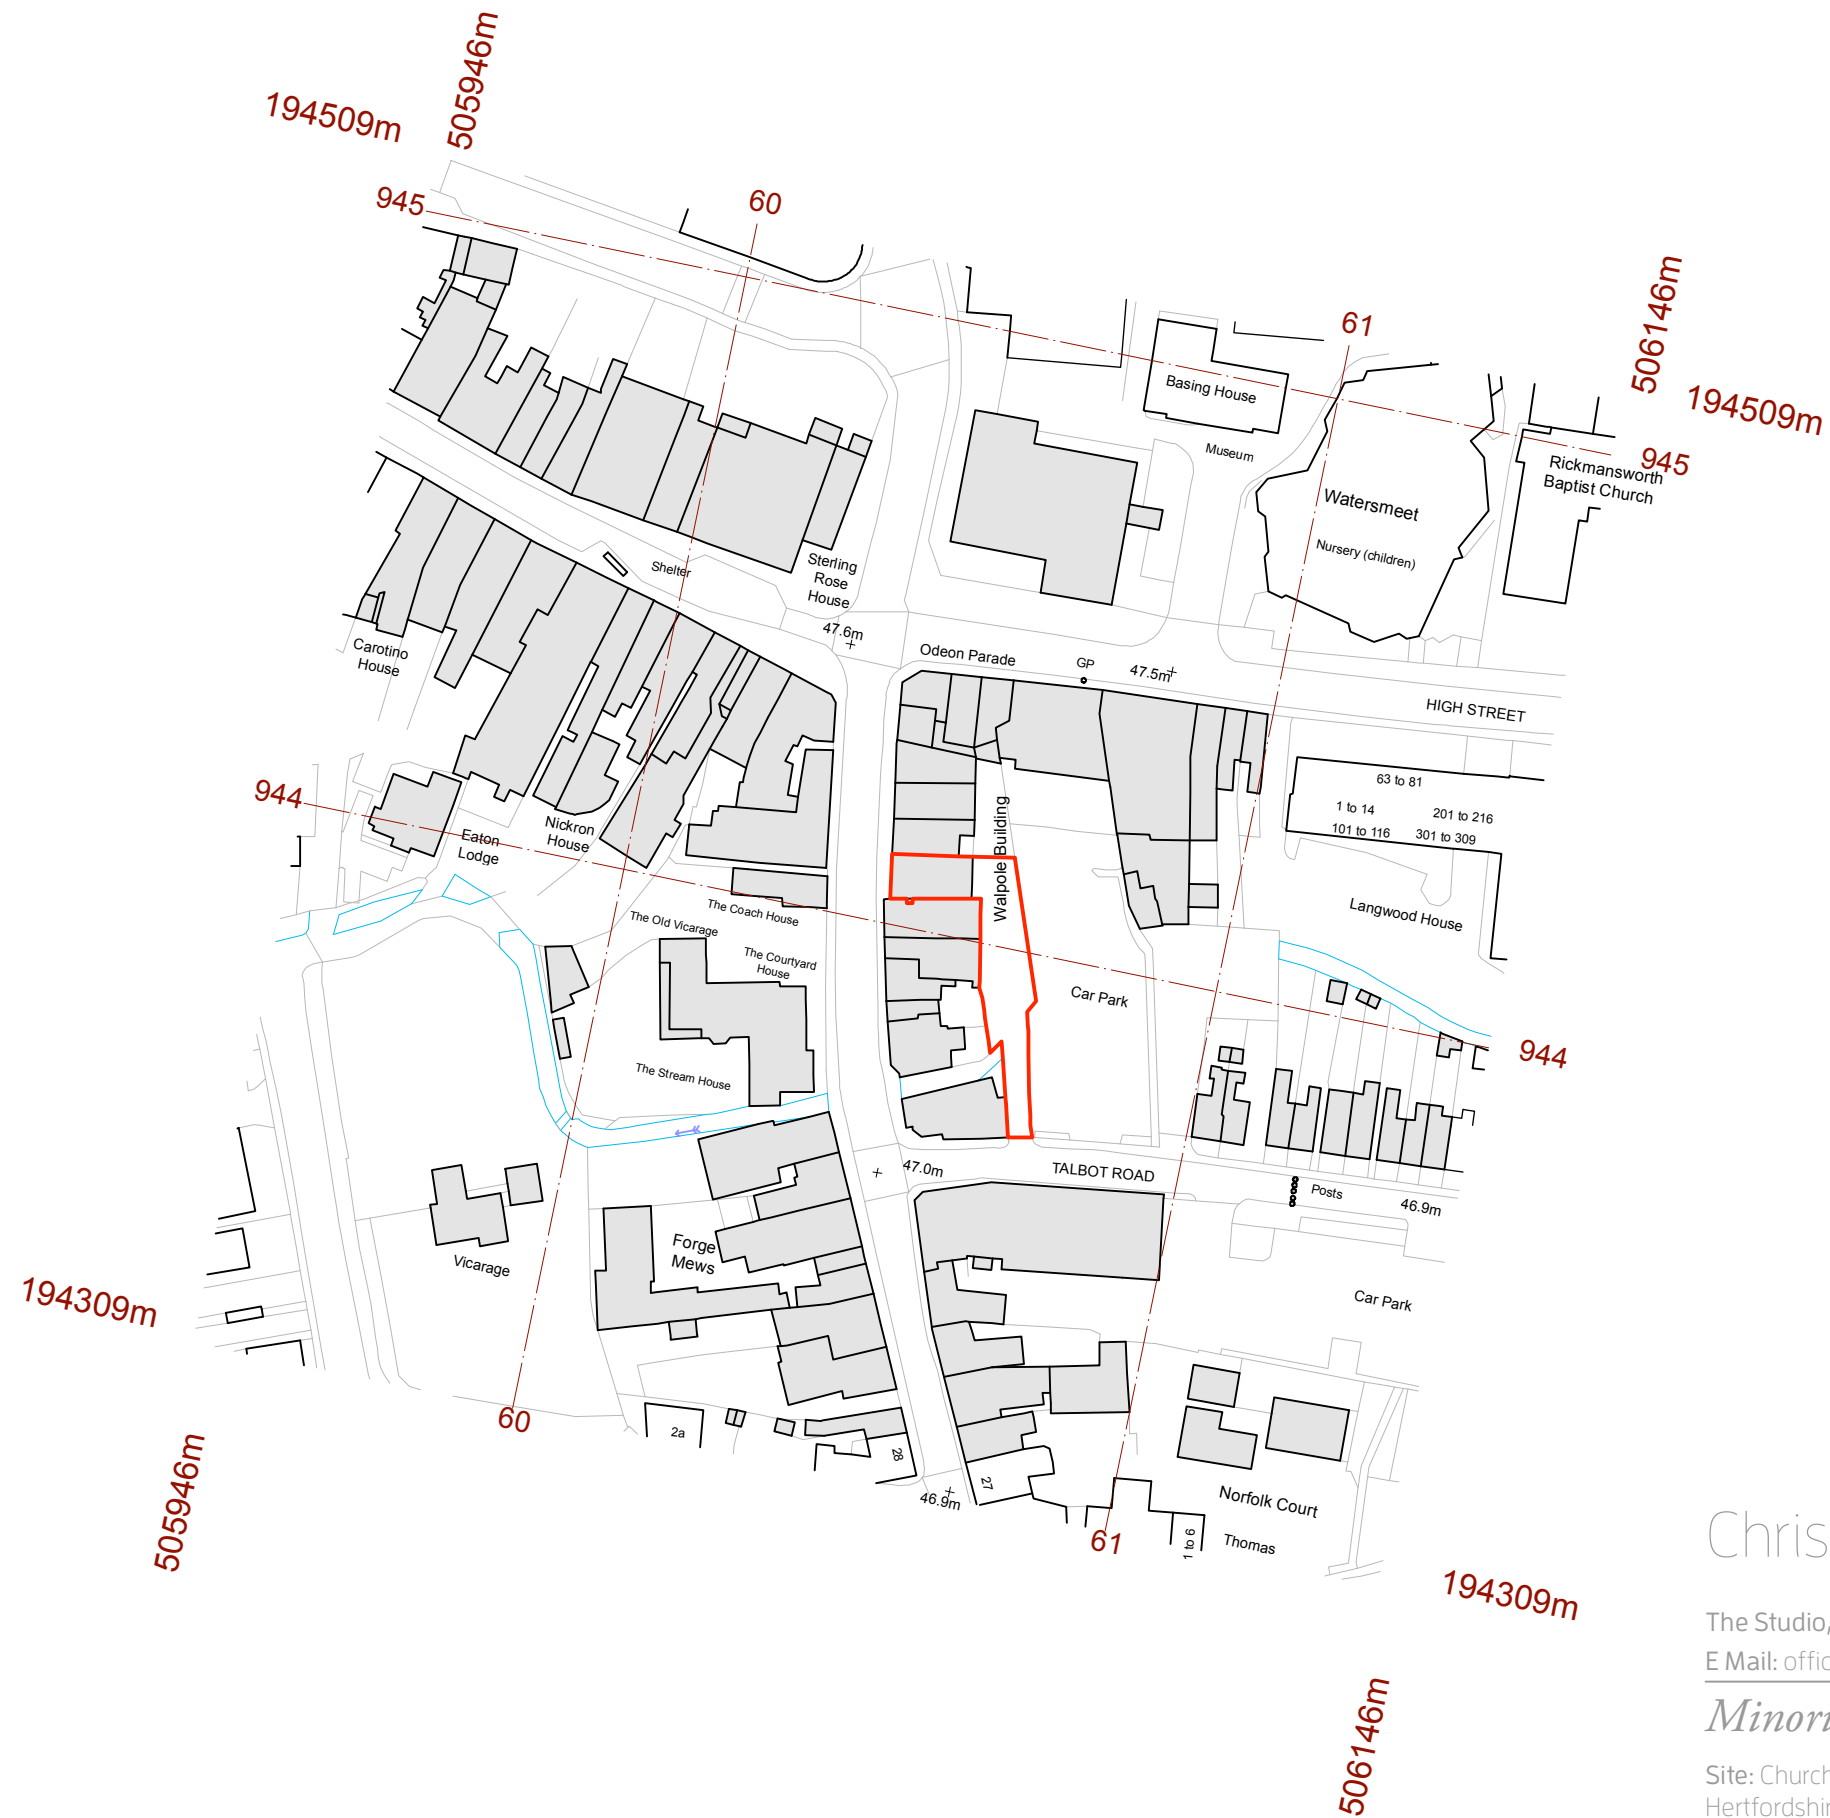 505946m
194509m
945
60
506146m
61
194509m
Basing House
Museum
945
Rickmansworth
Baptist Church
Watersmeet
Nursery (children)
Shelter
Sterling
Rose
House
47.6m
Carotino
House
Odeon Parade
GP
47.5m
HIGH STREET
944
63 to 81
1 to 14
201 to 216
101 to 116
301 to 309
Walpole Building
Nickron
House
Eaton
Lodge
The Coach House
The Old Vicarage
Langwood House
The Courtyard
House
Car Park
944
The Stream House
47.0m
TALBOT ROAD
Posts
46.9m
Vicarage
Forge
Mews
Car Park
194309m
60
2a
28
27
46.9m
505946m
61
1 to 6
Norfolk Court
Thomas
194309m
506146m
Chris
The Studio,
E Mail:
Site: Church